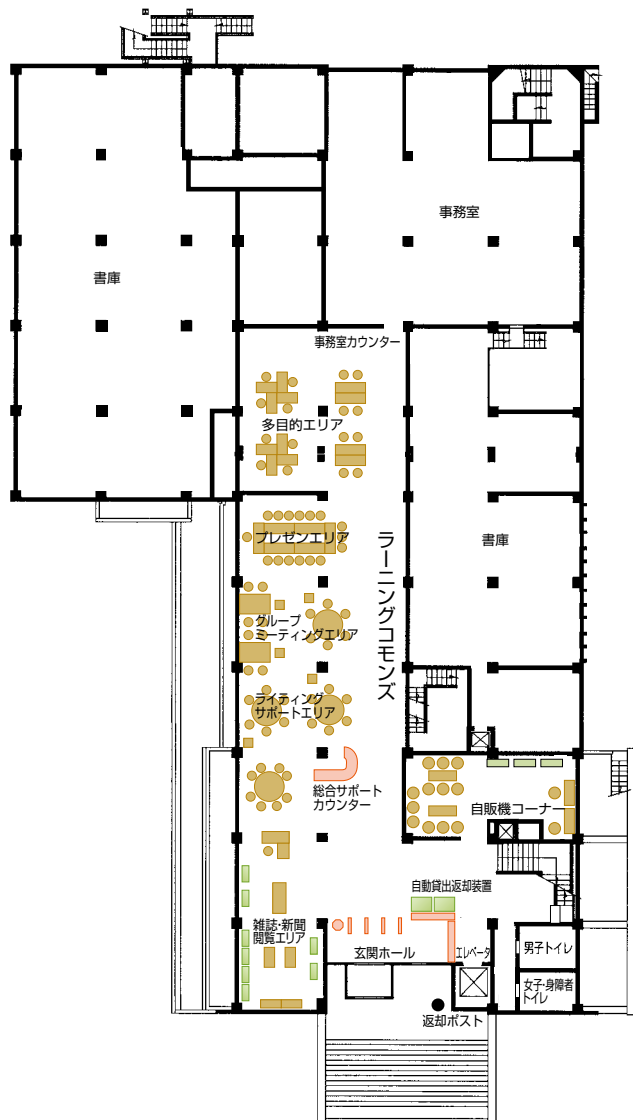 事務室
書庫
事務室カウンター
多目的エリア
プレゼンエリア
書庫
ラーニングコモンズ
グループ
ミーティングエリア
ライティング
サポートエリア
総合サポート
カウンター
自販機コーナー
自動貸出返却装置
雑誌・新聞
閲覧エリア
玄関ホール
エレベータ
男子トイレ
女子・身障者
トイレ
返却ポスト